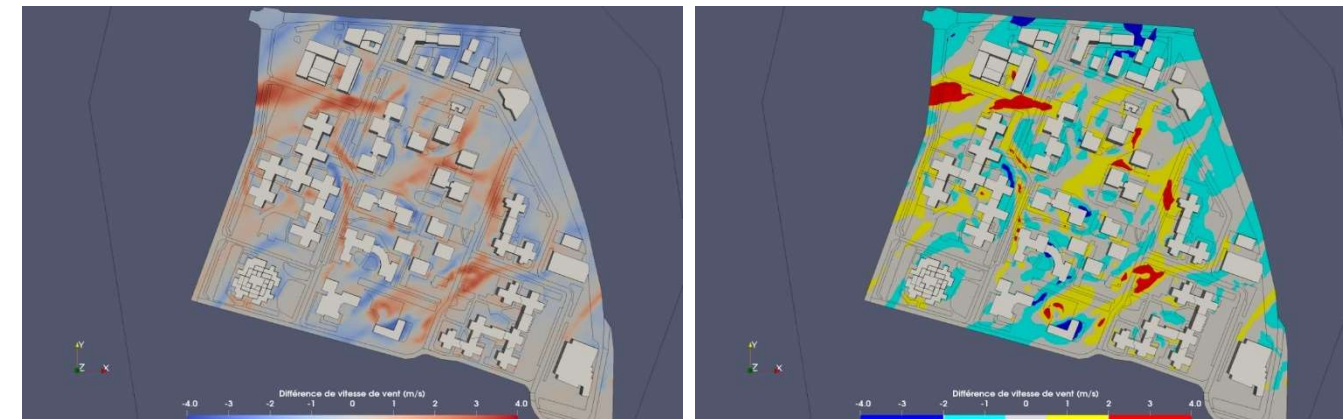 Y
Z X
Différence de vitesse de vent (m/s)
-4.0 -3 -2 -1 0 1 2 3 4.0
Y
Z X
Différence de vitesse de vent (m/s)
-4.0 -3 -2 -1 0 1 2 3 4.0